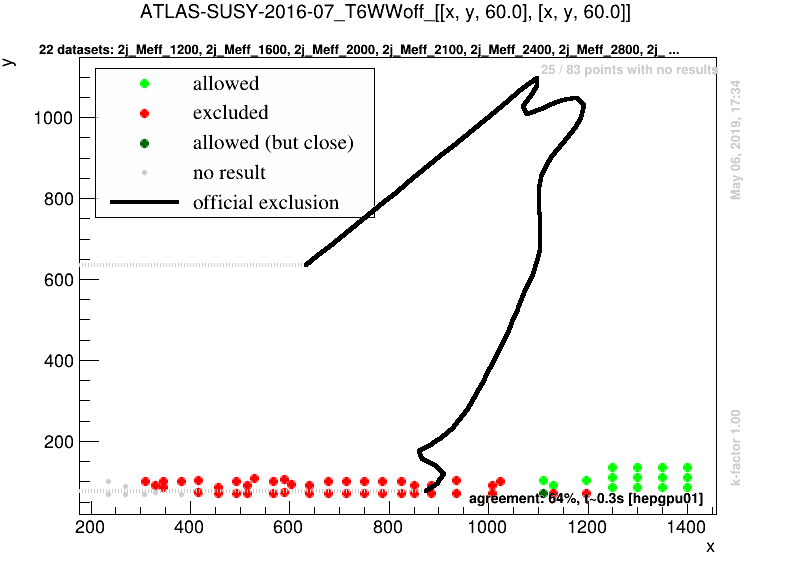 ATLAS-SUSY-2016-07_T6WWoff_[[x, y, 60.0], [x, y, 60.0]]
22 datasets: 2j_Meff_1200, 2j_Meff_1600, 2j_Meff_2000, 2j_Meff_2100, 2j_Meff_2400, 2j_Meff_2800, 2j_ ...
25 / 83 points with no results
y
allowed
excluded
allowed (but close)
no result
official exclusion
1000
800
600
400
200
May 06, 2019, 17:34
k-factor 1.00
agreement: 64%, t~0.3s [hepgpu01]
200 400 600 800 1000 1200 1400
x